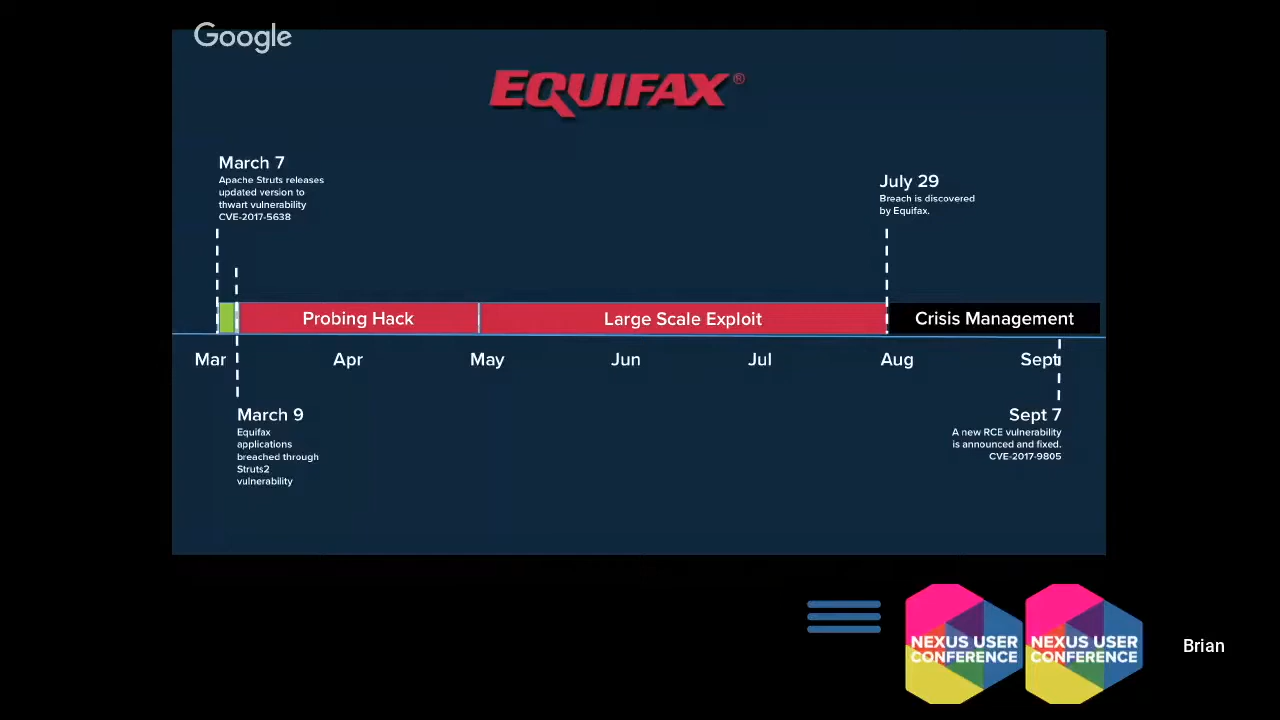 Google
EQUIFAX®
March 7
Apache Struts releases
updated version to
thwart vulnerability
CVE-2017-5638
July 29
Breach is discovered
by Equifax.
Probing Hack
Large Scale Exploit
Crisis Management
Mar
Apr
May
Jun
Jul
Aug
Sept
March 9
Equifax
applications
breached through
Struts2
vulnerability
Sept 7
A new RCE vulnerability
is announced and fixed.
CVE-2017-9805
NEXUS USER
CONFERENCE
NEXUS USER
CONFERENCE
Brian